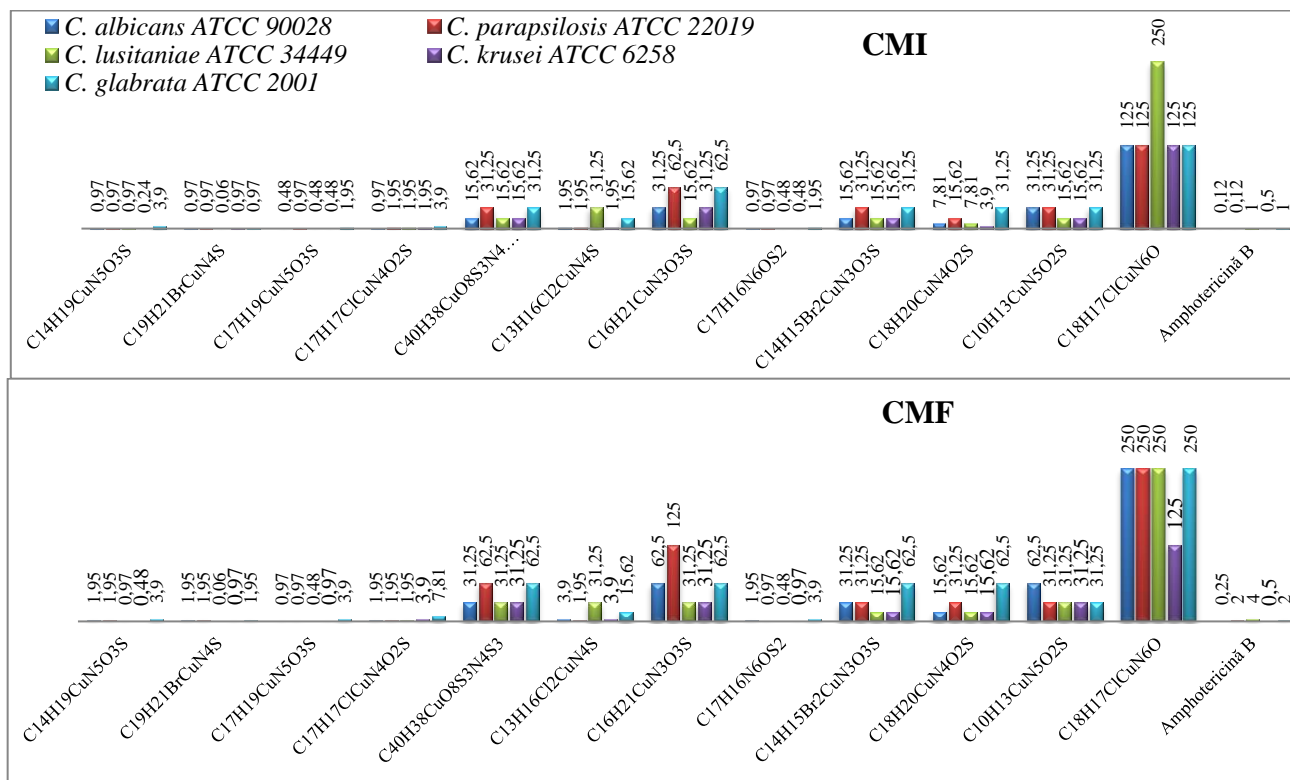 C. albicans ATCC 90028
C. parapsilosis ATCC 22019
C. lusitaniae ATCC 34449
C. krusei ATCC 6258
C. glabrata ATCC 2001
CMI
0,97 0,97 0,97 0,24 3,9
0,97 0,97 0,06 0,97 0,97
0,48 0,97 0,48 0,48 1,95
0,97 1,95 1,95 1,95 3,9
15,62 31,25 15,62 15,62 31,25
1,95 1,95 31,25 1,95 15,62
31,25 62,5 15,62 31,25 62,5
0,97 0,97 0,48 0,48 1,95
15,62 31,25 15,62 15,62 31,25
7,81 15,62 7,81 3,9 31,25
31,25 31,25 15,62 15,62 31,25
125 125 250 125 125
0,12 0,12 1 0,5 1
C14H19CuN5O3S
C19H21BrCuN4S
C17H19CuN5O3S
C17H17ClCuN4O2S
C40H38CuO8S3N4…
C13H16Cl2CuN4S
C16H21CuN3O3S
C17H16N6OS2
C14H15Br2CuN3O3S
C18H20CuN4O2S
C10H13CuN5O2S
C18H17ClCuN6O
Amphotericină B
CMF
1,95 1,95 0,97 0,48 3,9
1,95 1,95 0,06 0,97 1,95
0,97 0,97 0,48 0,97 3,9
1,95 1,95 1,95 3,9 7,81
31,25 62,5 31,25 31,25 62,5
3,9 1,95 31,25 3,9 15,62
62,5 125 31,25 31,25 62,5
1,95 0,97 0,48 0,97 3,9
31,25 31,25 15,62 15,62 62,5
15,62 31,25 15,62 15,62 62,5
62,5 31,25 31,25 31,25 31,25
250 250 250 125 250
0,25 2 4 0,5 2
C14H19CuN5O3S
C19H21BrCuN4S
C17H19CuN5O3S
C17H17ClCuN4O2S
C40H38CuO8S3N4S3
C13H16Cl2CuN4S
C16H21CuN3O3S
C17H16N6OS2
C14H15Br2CuN3O3S
C18H20CuN4O2S
C10H13CuN5O2S
C18H17ClCuN6O
Amphotericină B